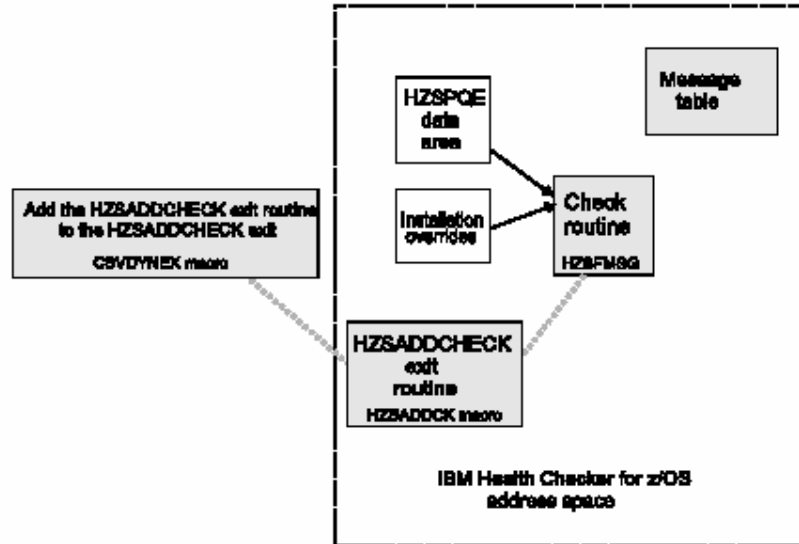 HZSPQE
data
area
Message
table
Add the HZSADDCHECK exit routine
to the HZSADDCHECK exit
CSVDYNEX macro
Installation
overrides
Check
routine
HZSFMSG
HZSADDCHECK
exit
routine
HZSADDCK macro
IBM Health Checker for z/OS
address space